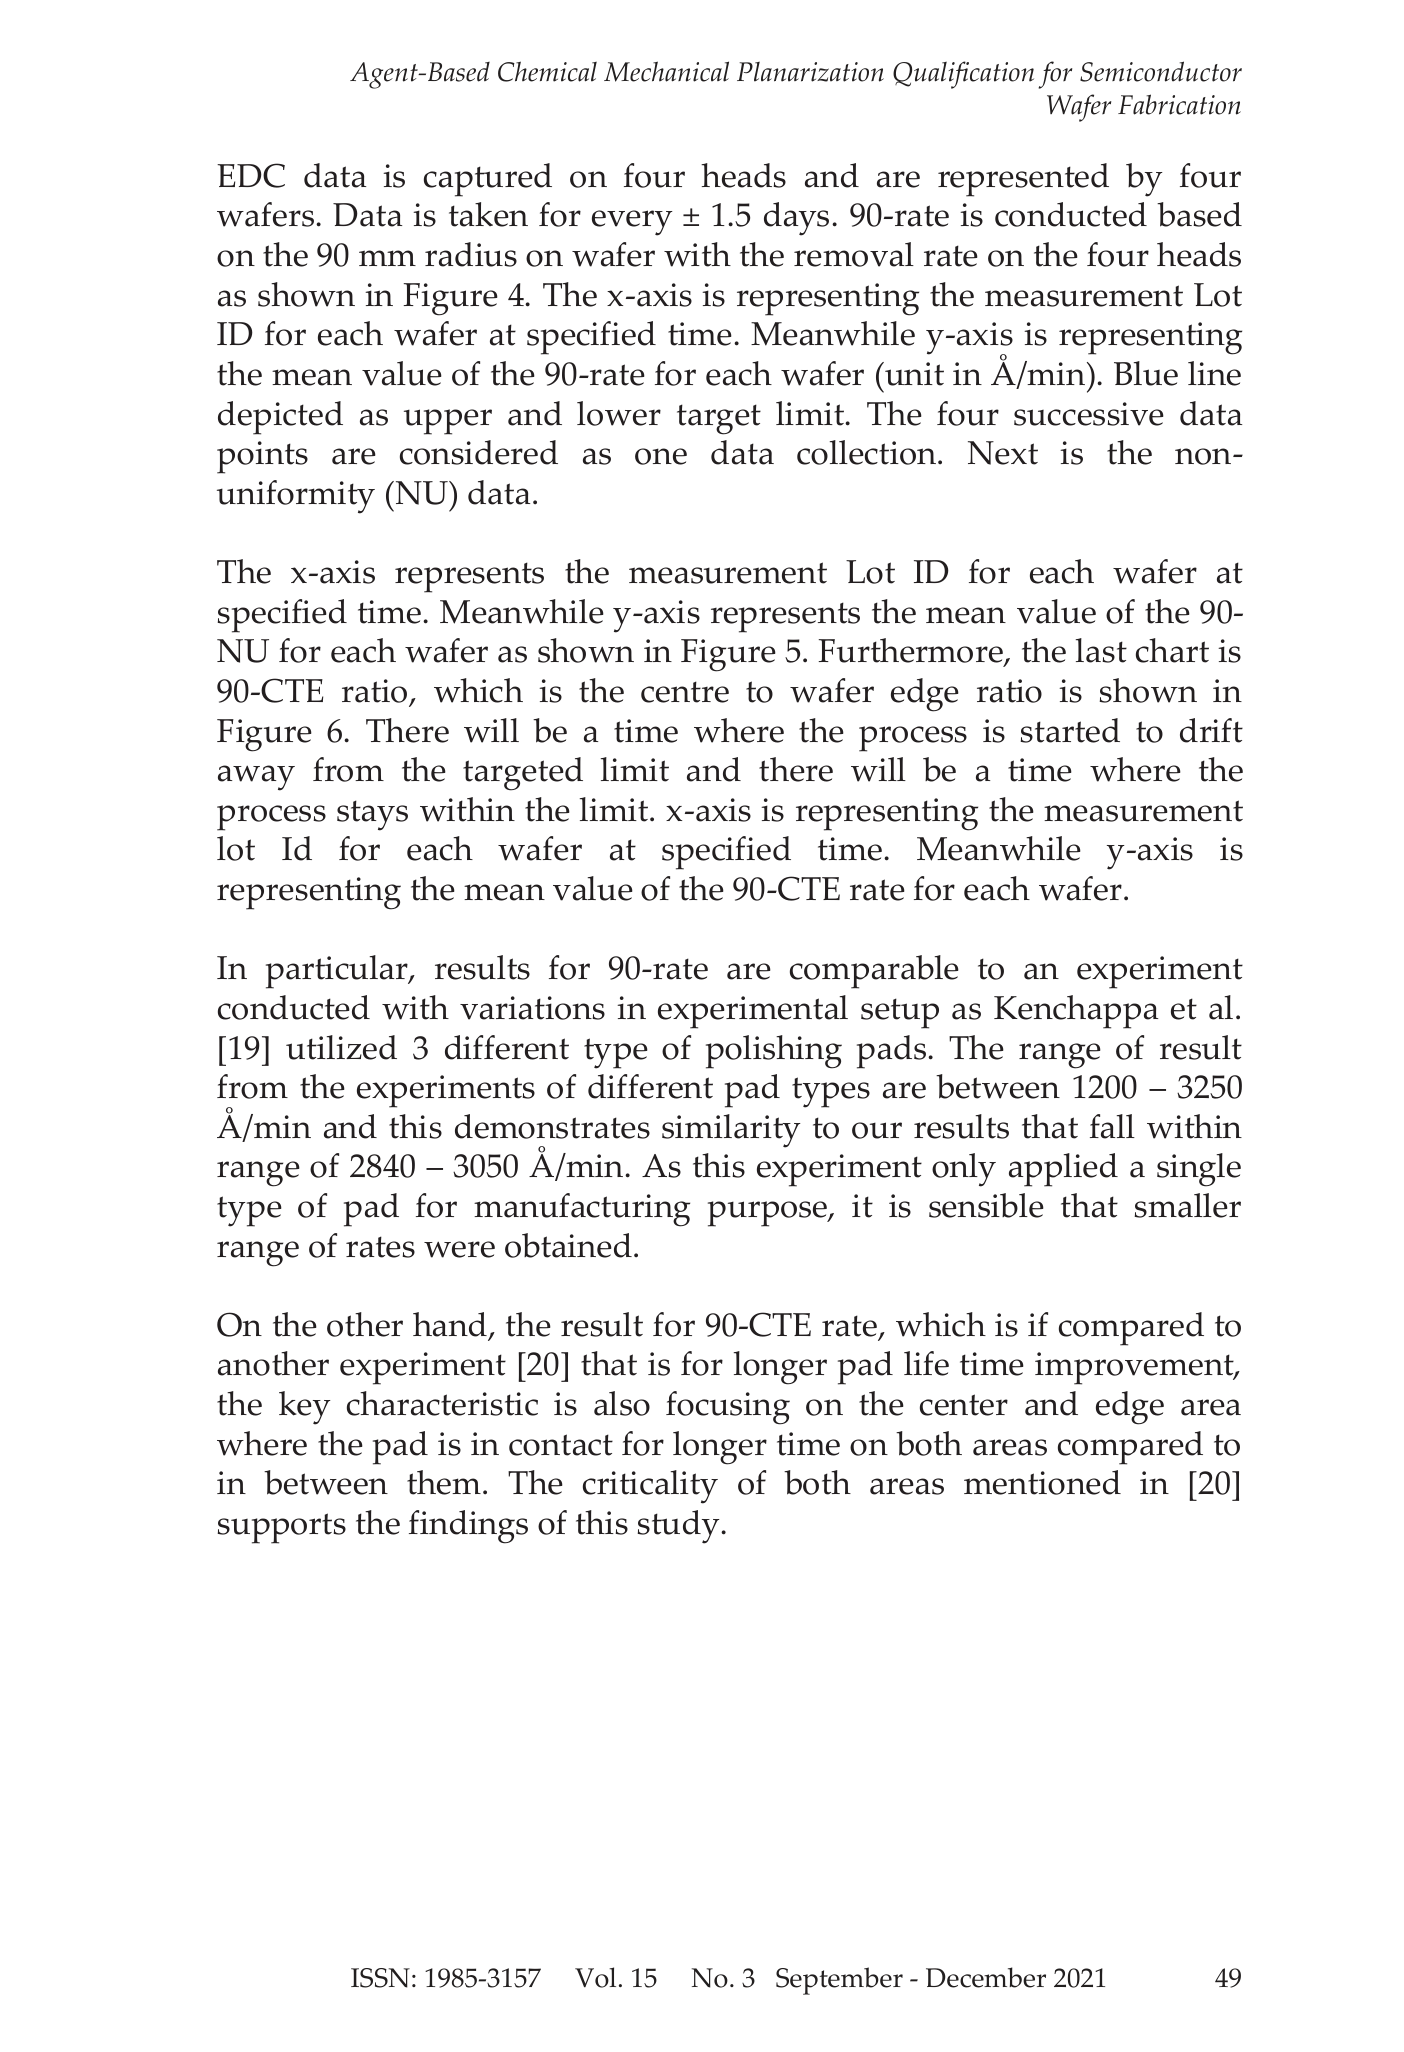 Agent-Based Chemical Mechanical Planarization Qualification for Semiconductor
Wafer Fabrication
EDC data is captured on four heads and are represented by four
wafers. Data is taken for every ± 1.5 days. 90-rate is conducted based
on the 90 mm radius on wafer with the removal rate on the four heads
as shown in Figure 4. The x-axis is representing the measurement Lot
ID for each wafer at specified time. Meanwhile y-axis is representing
the mean value of the 90-rate for each wafer (unit in Å/min). Blue line
depicted as upper and lower target limit. The four successive data
points are considered as one data collection. Next is the non-
uniformity (NU) data.
The x-axis represents the measurement Lot ID for each wafer at
specified time. Meanwhile y-axis represents the mean value of the 90-
NU for each wafer as shown in Figure 5. Furthermore, the last chart is
90-CTE ratio, which is the centre to wafer edge ratio is shown in
Figure 6. There will be a time where the process is started to drift
away from the targeted limit and there will be a time where the
process stays within the limit. x-axis is representing the measurement
lot Id for each wafer at specified time. Meanwhile y-axis is
representing the mean value of the 90-CTE rate for each wafer.
In particular, results for 90-rate are comparable to an experiment
conducted with variations in experimental setup as Kenchappa et al.
[19] utilized 3 different type of polishing pads. The range of result
from the experiments of different pad types are between 1200 – 3250
Å/min and this demonstrates similarity to our results that fall within
range of 2840 – 3050 Å/min. As this experiment only applied a single
type of pad for manufacturing purpose, it is sensible that smaller
range of rates were obtained.
On the other hand, the result for 90-CTE rate, which is if compared to
another experiment [20] that is for longer pad life time improvement,
the key characteristic is also focusing on the center and edge area
where the pad is in contact for longer time on both areas compared to
in between them. The criticality of both areas mentioned in [20]
supports the findings of this study.
ISSN: 1985-3157 Vol. 15 No. 3 September - December 2021 49